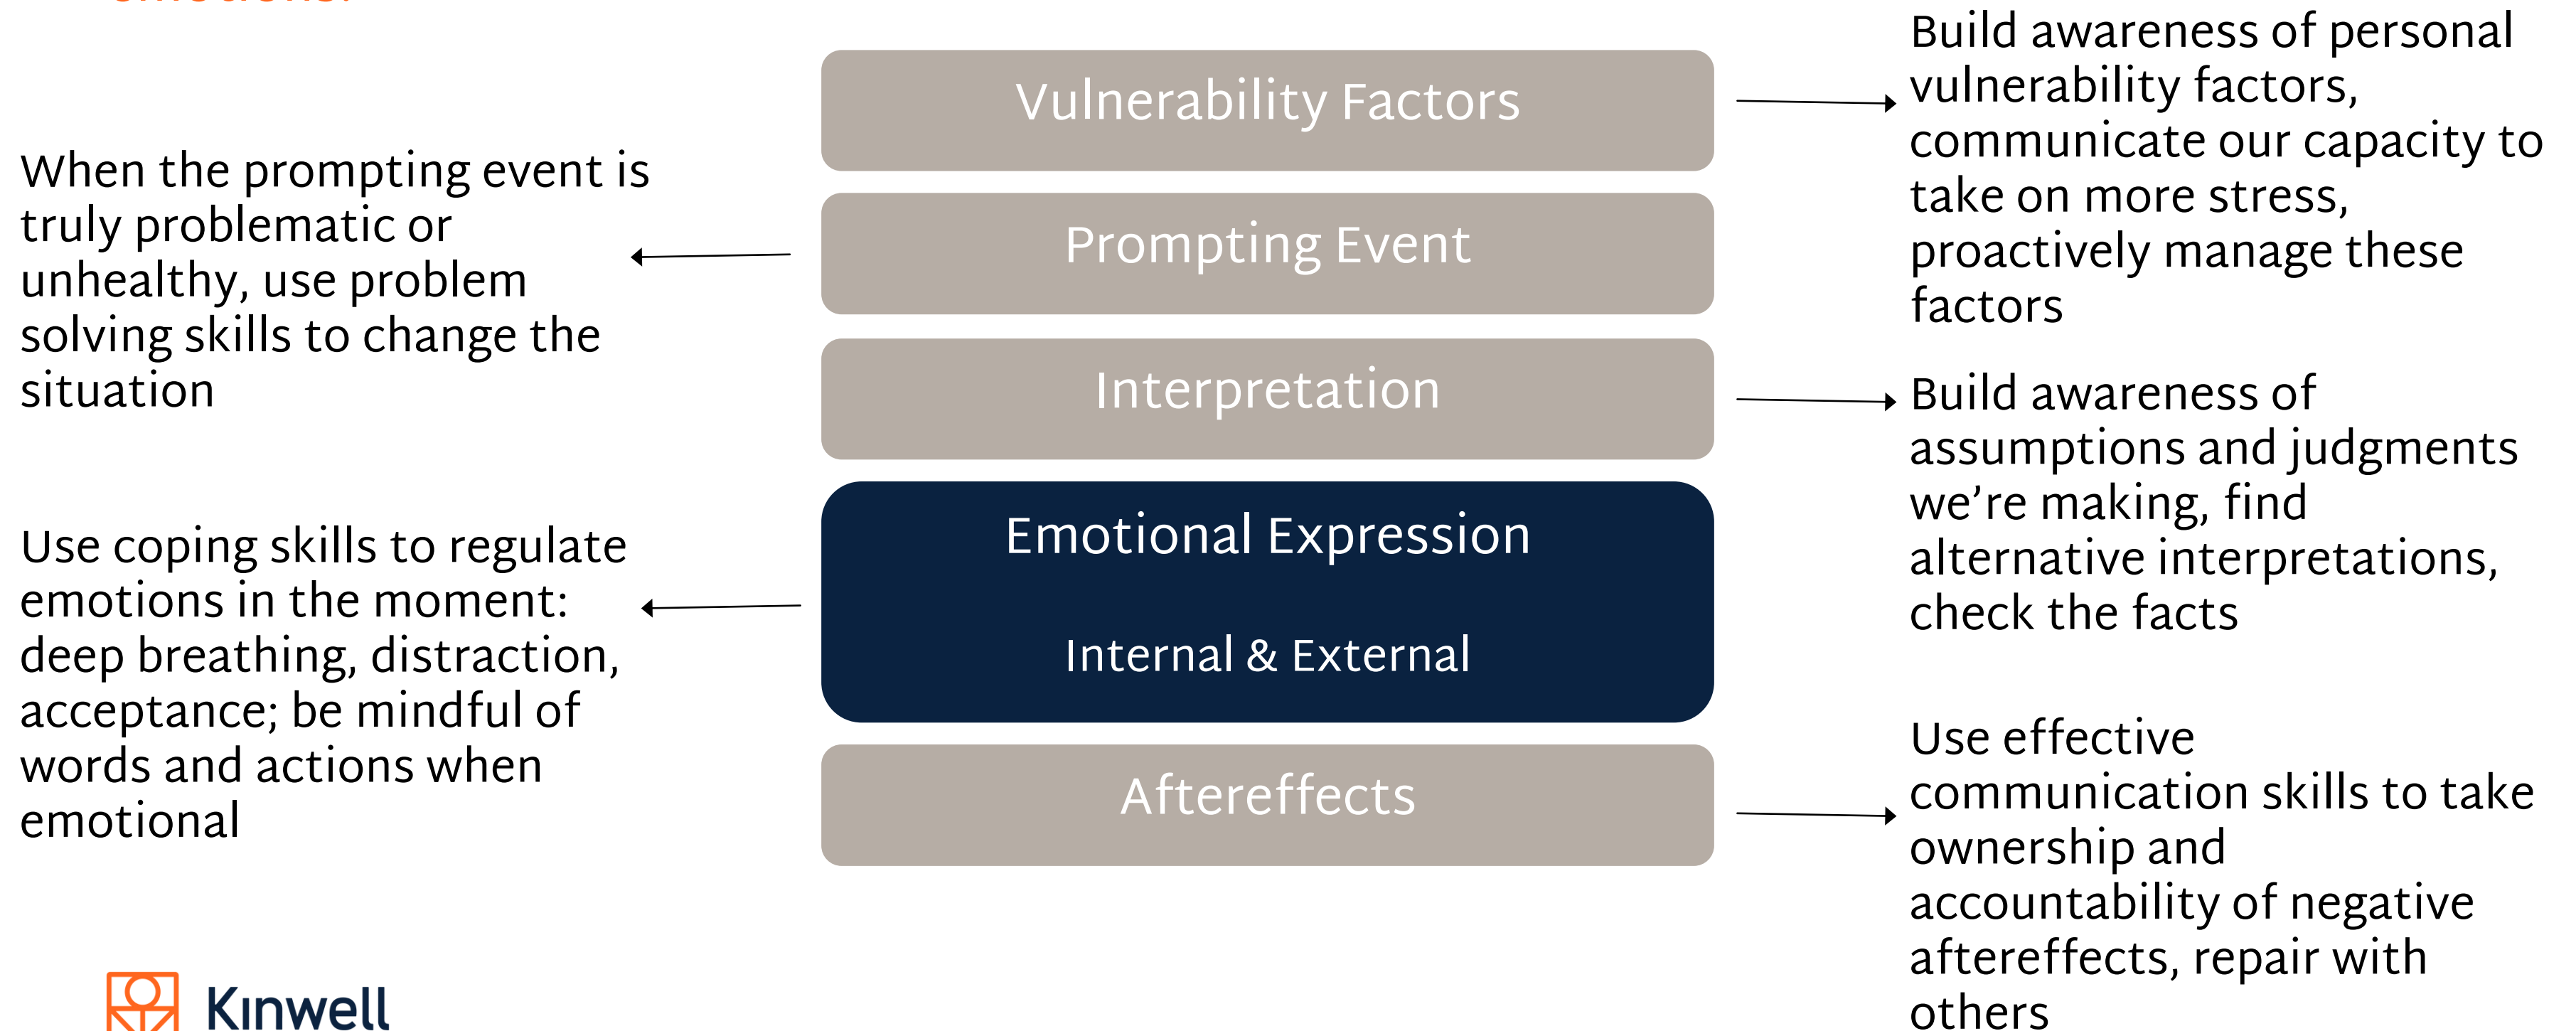 emotions.
Vulnerability Factors
Build awareness of personal
vulnerability factors,
communicate our capacity to
take on more stress,
proactively manage these
factors
When the prompting event is
truly problematic or
unhealthy, use problem
solving skills to change the
situation
Prompting Event
Interpretation
Build awareness of
assumptions and judgments
we’re making, find
alternative interpretations,
check the facts
Use coping skills to regulate
emotions in the moment:
deep breathing, distraction,
acceptance; be mindful of
words and actions when
emotional
Emotional Expression
Internal & External
Aftereffects
Use effective
communication skills to take
ownership and
accountability of negative
aftereffects, repair with
others
Kinwell